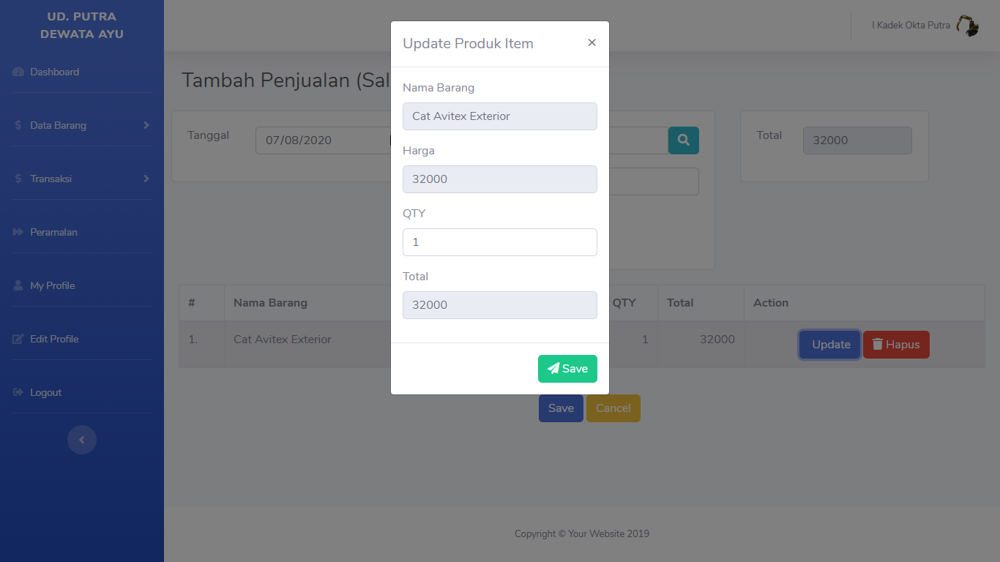 UD. PUTRA
DEWATA AYU
Dashboard
Data Barang
Transaksi
Peramalan
My Profile
Edit Profile
Logout
I Kadek Okta Putra
Tambah Penjualan (Sal
Tanggal
07/08/2020
Total
32000
Update Produk Item
×
Nama Barang
Cat Avitex Exterior
Harga
32000
QTY
1
Total
32000
Save
# Nama Barang QTY Total Action
1. Cat Avitex Exterior 1 32000 Update Hapus
Save Cancel
Copyright © Your Website 2019